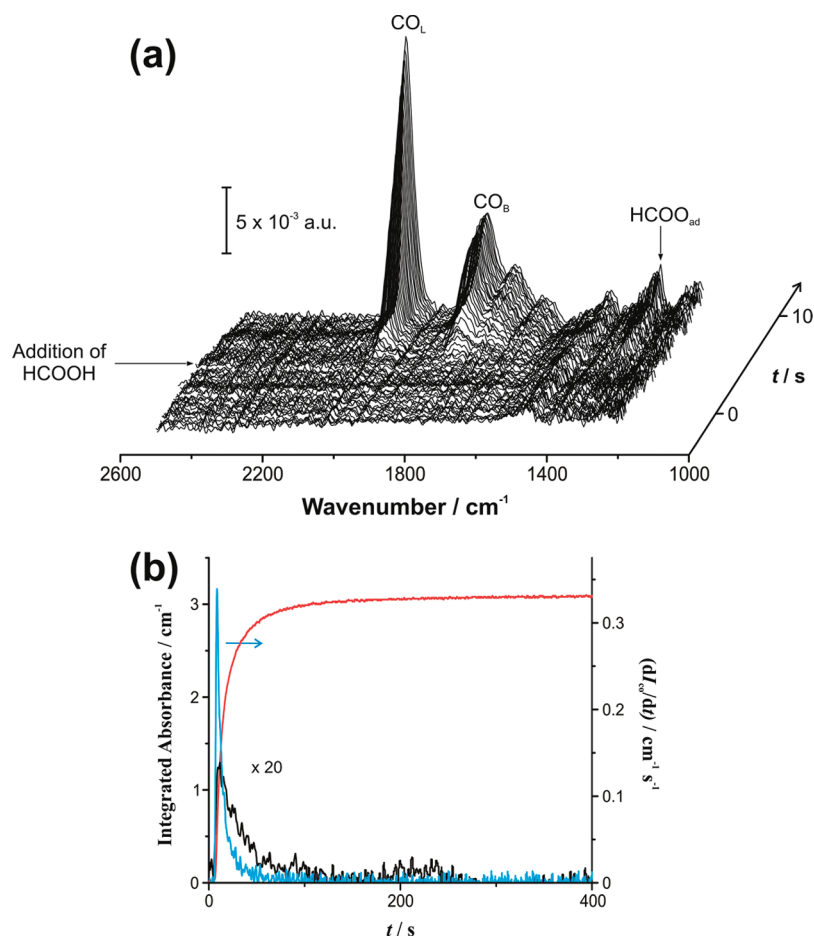 (a)
CO_L
CO_B
HCOO_ad
5 x 10⁻³ a.u.
Addition of
HCOOH
10
t / s
0
2600 2200 1800 1400 1000
Wavenumber / cm⁻¹
(b)
3
2
1
0
Integrated Absorbance / cm⁻¹
x 20
0.3
0.2
0.1
0
(dI_co/dt) / cm⁻¹ s⁻¹
0 200 400
t / s